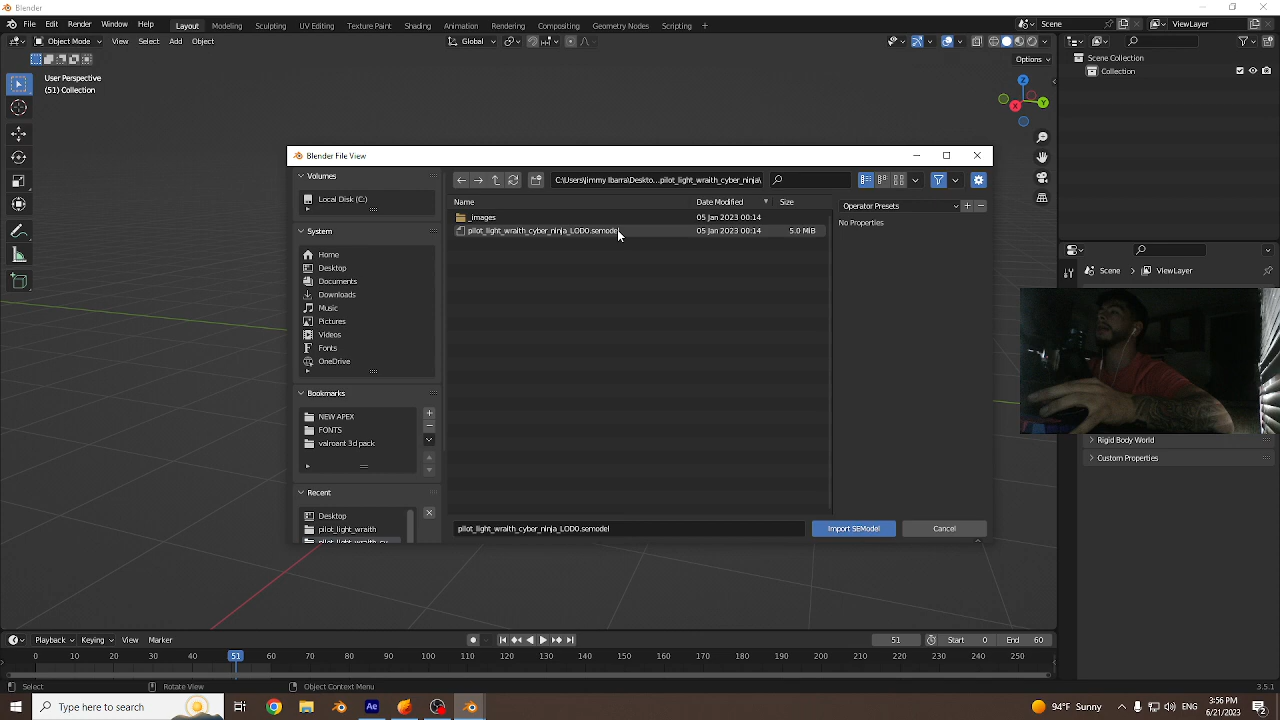 Blender
File Edit Render Window Help Layout Modeling Sculpting UV Editing Texture Paint Shading Animation Rendering Compositing Geometry Nodes Scripting + Scene ViewLayer
Object Mode View Select Add Object Global
Options
User Perspective
(51) Collection
Z
Y
X
Scene Collection
Collection
Blender File View
Volumes
Local Disk (C:)
System
Home
Desktop
Documents
Downloads
Music
Pictures
Videos
Fonts
OneDrive
Bookmarks
NEW APEX
FONTS
valroant 3d pack
Recent
Desktop
pilot_light_wraith
pilot_light_wraith_cy...
C:\Users\Jimmy Ibarra\Deskto...pilot_light_wraith_cyber_ninja\
Name Date Modified Size
_images 05 Jan 2023 00:14
pilot_light_wraith_cyber_ninja_LOD0.semodel 05 Jan 2023 00:14 5.0 MiB
Operator Presets
No Properties
pilot_light_wraith_cyber_ninja_LOD0.semodel
Import SEModel Cancel
Scene ViewLayer
Rigid Body World
Custom Properties
Playback Keying View Marker 51 Start 0 End 60
0 10 20 30 40 51 60 70 80 90 100 110 120 130 140 150 160 170 180 190 200 210 220 230 240 250
Select Rotate View Object Context Menu 3.5.1
Type here to search
Ae
94°F Sunny
3:56 PM
6/21/2023